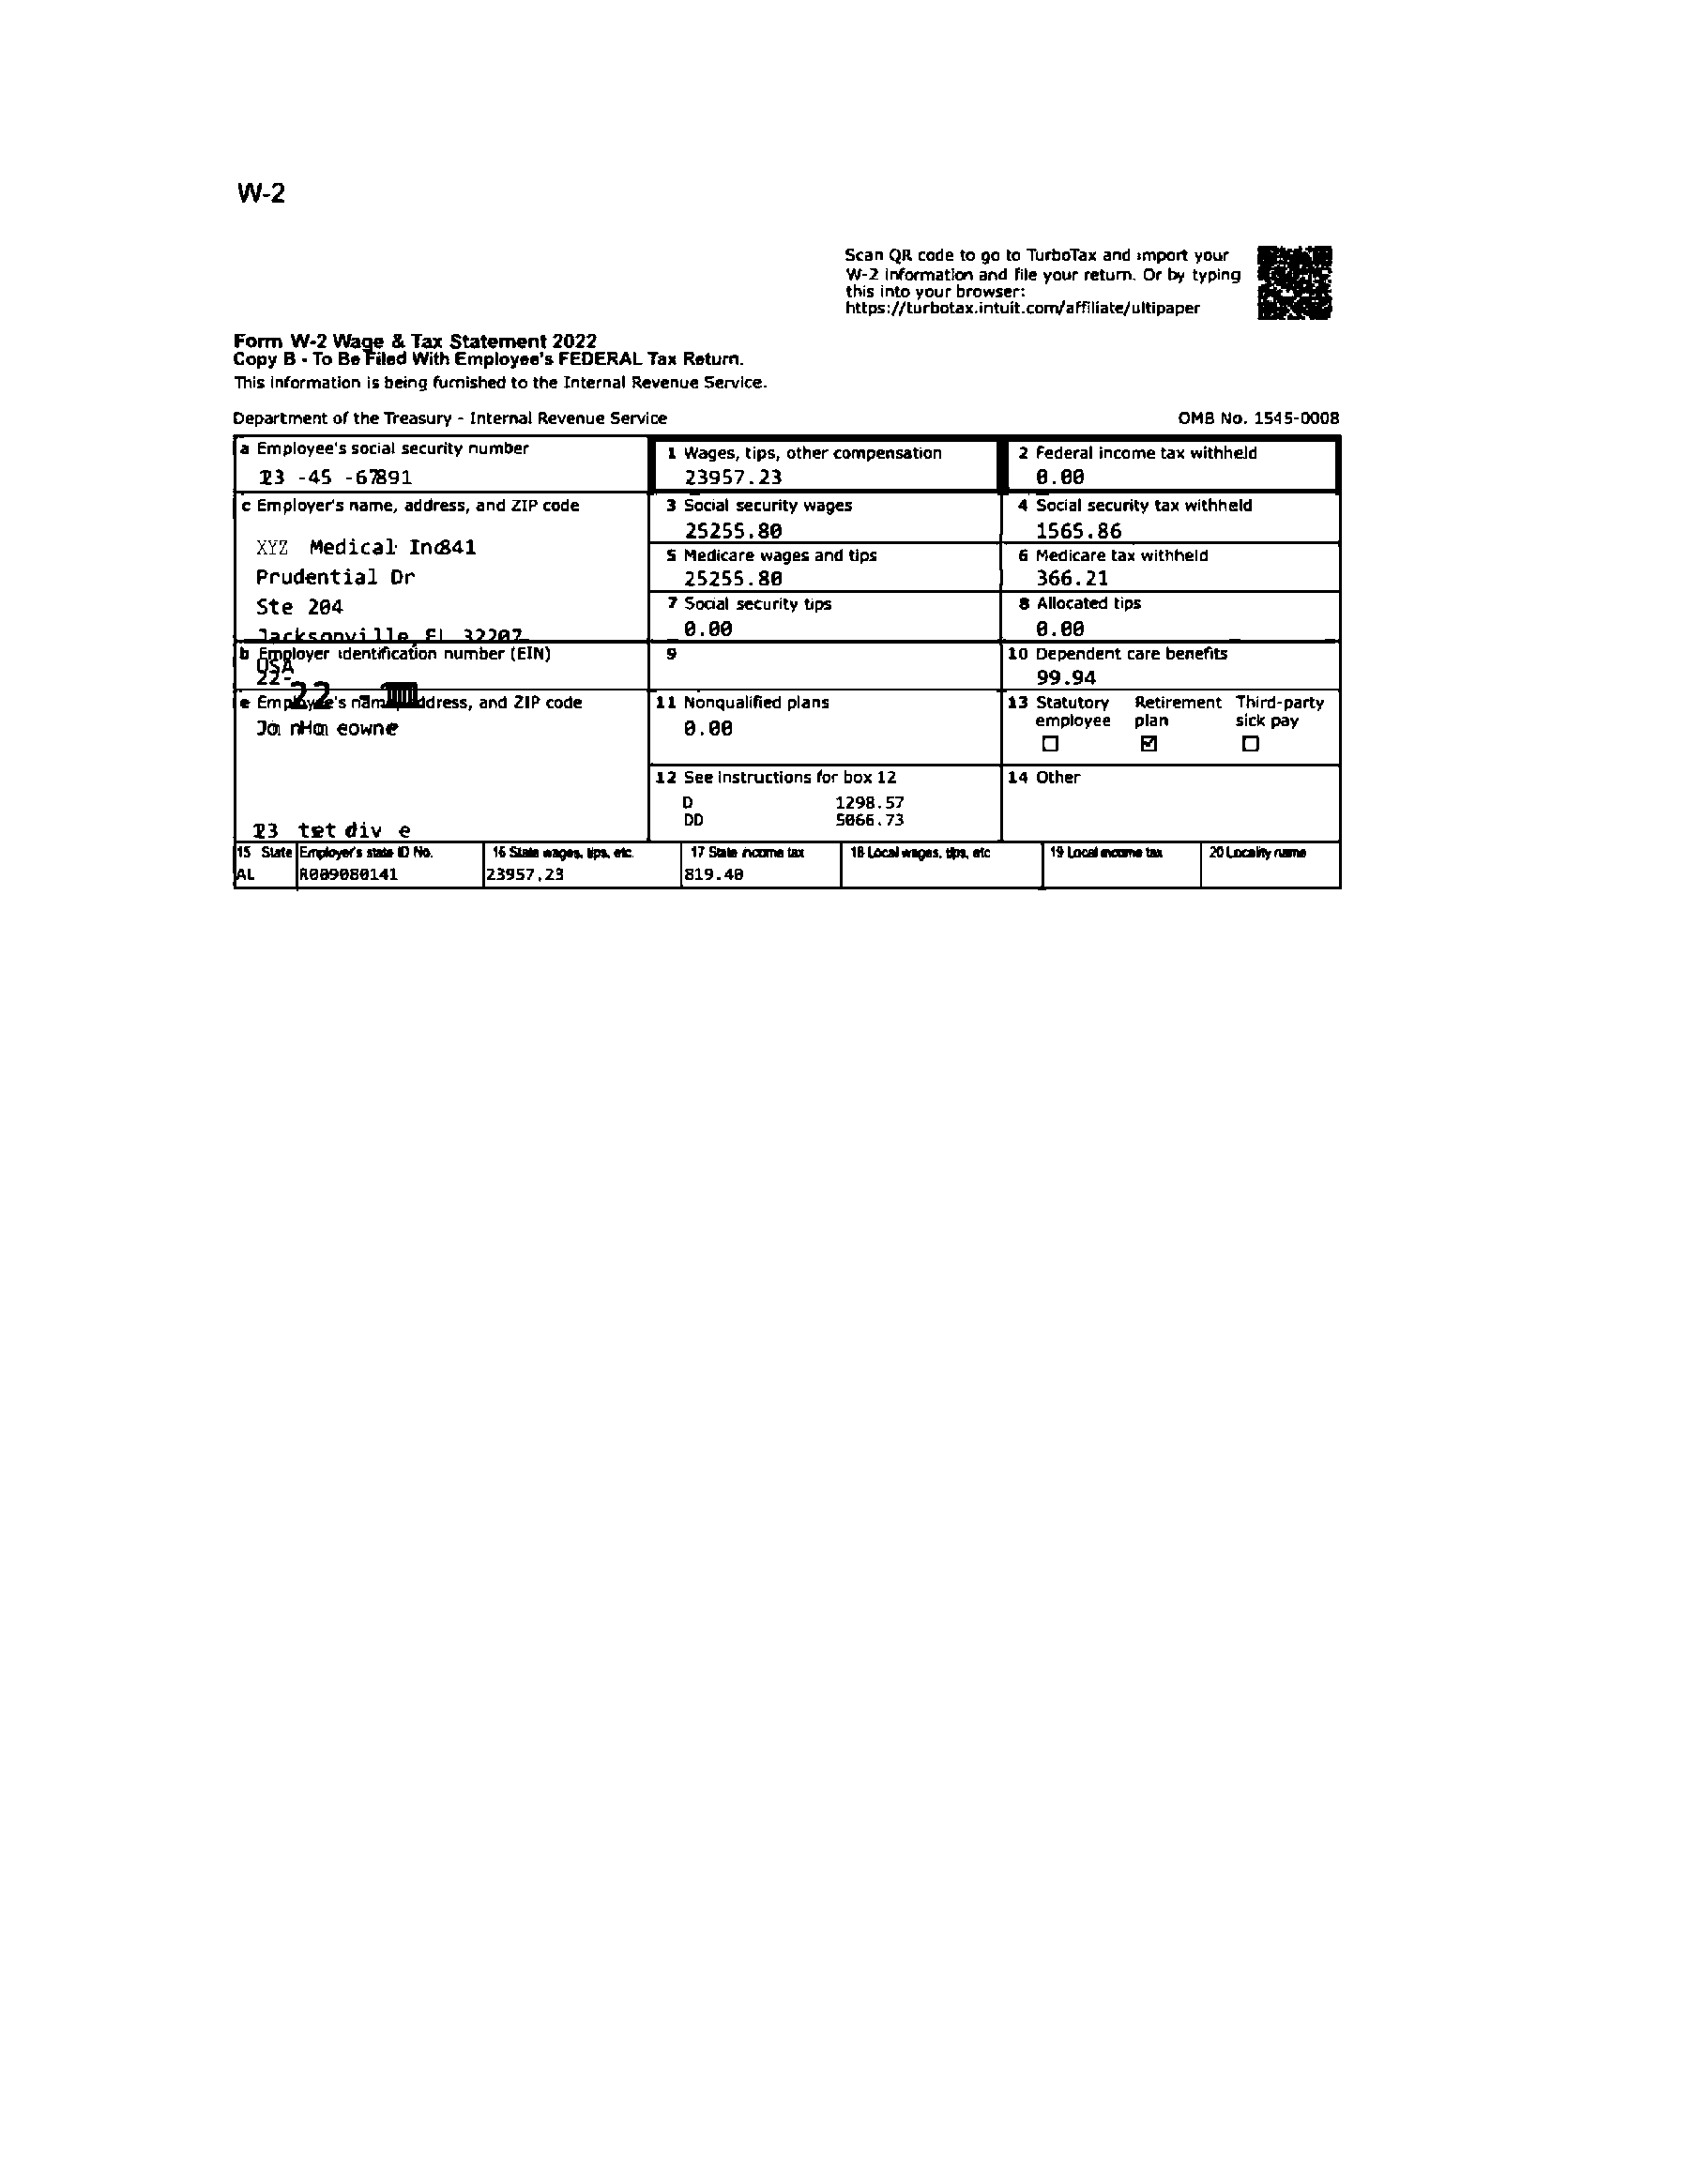 W-2
Scan QR code to go to TurboTax and import your
W-2 information and file your return. Or by typing
this into your browser:
https://turbotax.intuit.com/affiliate/ultipaper
Form W-2 Wage & Tax Statement 2022
Copy B - To Be Filed With Employee's FEDERAL Tax Return.
This information is being furnished to the Internal Revenue Service.
Department of the Treasury - Internal Revenue Service OMB No. 1545-0008
a Employee's social security number
-45 -67891
1 Wages, tips, other compensation
23957.23
2 Federal income tax withheld
0.00
c Employer's name, address, and ZIP code
XYZ Medical Inc841
Prudential Dr
Ste 204
Jacksonville, FL 32207
3 Social security wages
25255.80
4 Social security tax withheld
1565.86
5 Medicare wages and tips
25255.80
6 Medicare tax withheld
366.21
7 Social security tips
0.00
8 Allocated tips
0.00
b Employer identification number (EIN)
USA
22-
22 -
9
10 Dependent care benefits
99.94
e Employee's name, address, and ZIP code
11 Nonqualified plans
0.00
13 Statutory employee
Retirement plan
Third-party sick pay
12 See instructions for box 12
D 1298.57
DD 5066.73
14 Other
15 State
AL
Employer's state ID No.
R009080141
16 State wages, tips, etc.
23957.23
17 State income tax
819.40
18 Local wages, tips, etc
19 Local income tax
20 Locality name